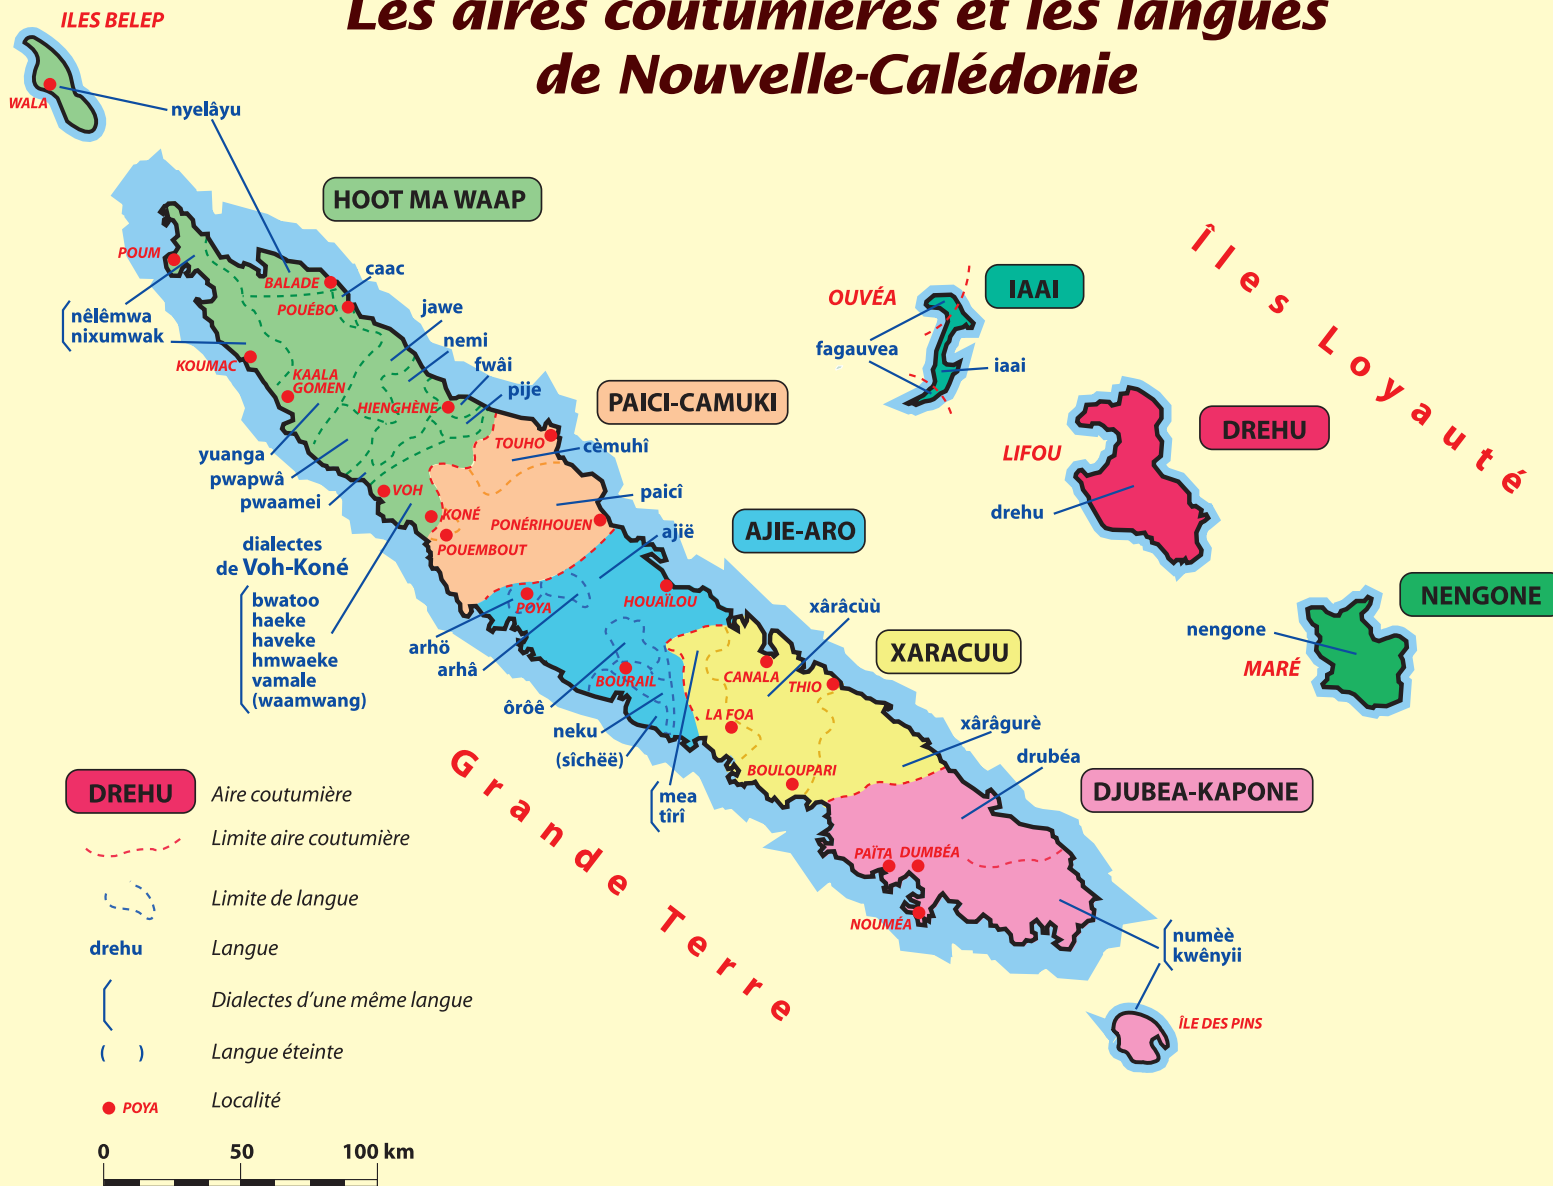 Les aires coutumières et les langues
de Nouvelle-Calédonie
ILES BELEP
WALA
nyelâyu
HOOT MA WAAP
POUM
BALADE
caac
POUÉBO
nêlêmwa
nixumwak
jawe
nemi
KOUMAC
fwâi
KAALA
GOMEN
pije
HIENGHÈNE
PAICI-CAMUKI
TOUHO
cèmuhî
yuanga
pwapwâ
pwaamei
VOH
paicî
KONÉ
PONÉRIHOUEN
POUEMBOUT
AJIE-ARO
ajië
dialectes
de Voh-Koné
bwatoo
haeke
haveke
hmwaeke
vamale
(waamwang)
POYA
HOUAÏLOU
xârâcùù
arhö
arhâ
XARACUU
CANALA
THIO
BOURAIL
ôrôê
LA FOA
neku
(sîchëë)
xârâgurè
drubéa
BOULOUPARI
mea
tîrî
DJUBEA-KAPONE
PAÏTA
DUMBÉA
NOUMÉA
numèè
kwênyii
ÎLE DES PINS
Grande Terre
Îles Loyauté
OUVÉA
IAAI
fagauvea
iaai
LIFOU
DREHU
drehu
NENGONE
nengone
MARÉ
DREHU
Aire coutumière
Limite aire coutumière
Limite de langue
drehu
Langue
Dialectes d’une même langue
( )
Langue éteinte
POYA
Localité
0 50 100 km